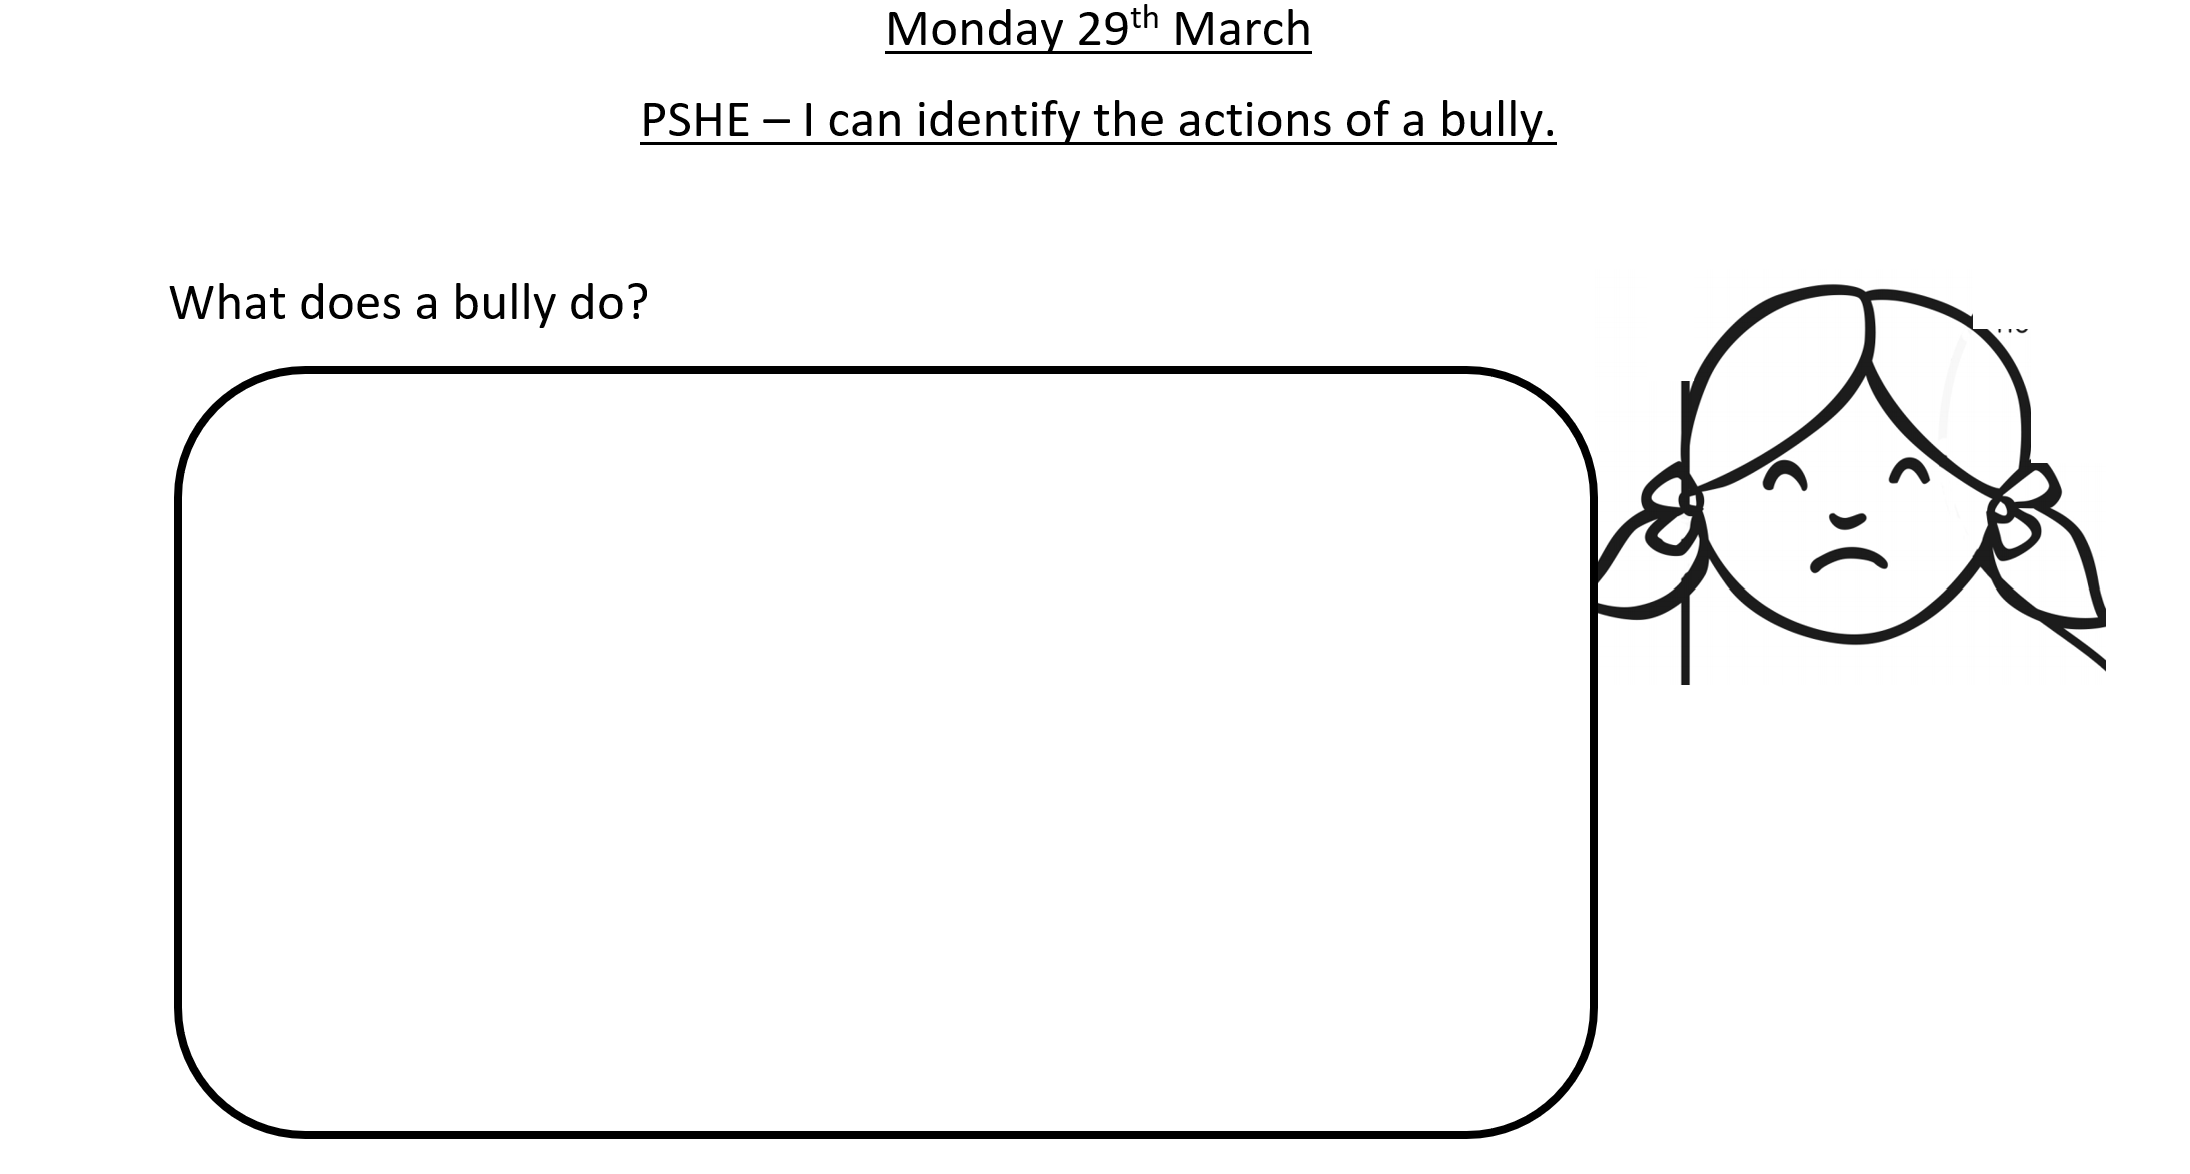 Monday 29th March
PSHE – I can identify the actions of a bully.
What does a bully do?